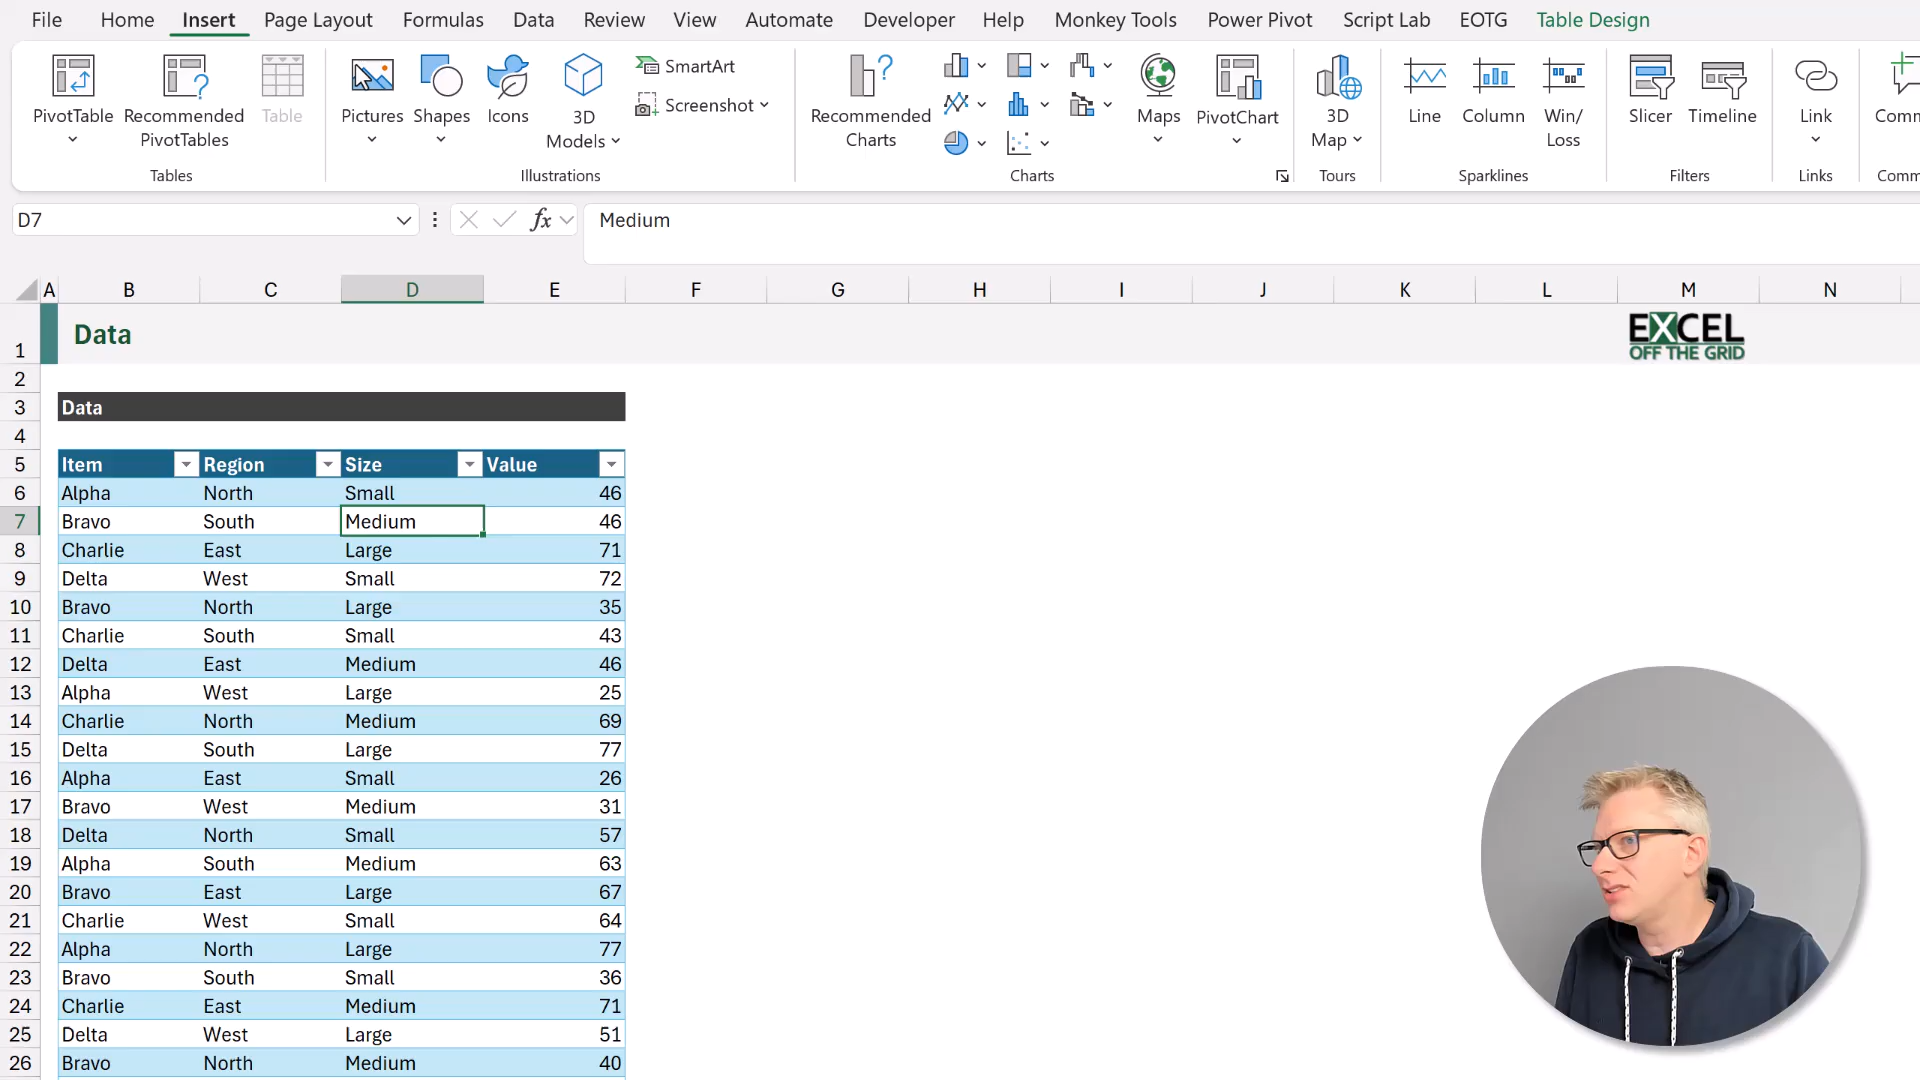 File Home Insert Page Layout Formulas Data Review View Automate Developer Help Monkey Tools Power Pivot Script Lab EOTG Table Design
PivotTable Recommended PivotTables Table Pictures Shapes Icons 3D Models SmartArt Screenshot Recommended Charts Maps PivotChart 3D Map Line Column Win/Loss Slicer Timeline Link Comm
Tables Illustrations Charts Tours Sparklines Filters Links Comm
D7 fx Medium
A B C D E F G H I J K L M N
1 Data EXCEL
OFF THE GRID
2
3 Data
4
5 Item Region Size Value
6 Alpha North Small 46
7 Bravo South Medium 46
8 Charlie East Large 71
9 Delta West Small 72
10 Bravo North Large 35
11 Charlie South Small 43
12 Delta East Medium 46
13 Alpha West Large 25
14 Charlie North Medium 69
15 Delta South Large 77
16 Alpha East Small 26
17 Bravo West Medium 31
18 Delta North Small 57
19 Alpha South Medium 63
20 Bravo East Large 67
21 Charlie West Small 64
22 Alpha North Large 77
23 Bravo South Small 36
24 Charlie East Medium 71
25 Delta West Large 51
26 Bravo North Medium 40